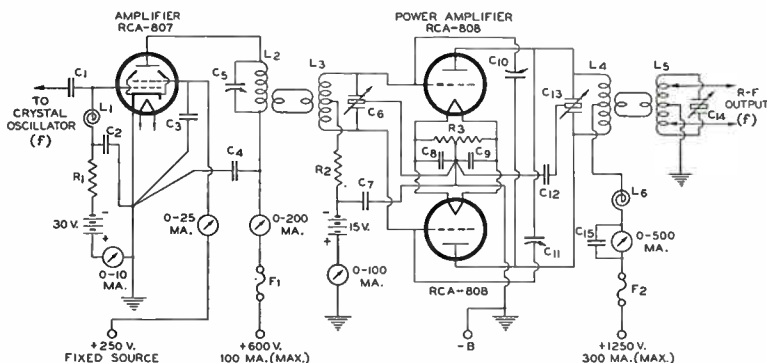 AMPLIFIER
RCA-807
POWER AMPLIFIER
RCA-808
C1
L1
C2
R1
30 V.
0-10
MA.
TO
CRYSTAL
OSCILLATOR
(f)
C3
C5
L2
C4
0-25
MA.
0-200
MA.
F1
L3
C6
R2
C7
15V.
0-100
MA.
R3
C8
C9
C10
C11
C12
C13
L4
L5
C14
R-F
OUTPUT
(f)
L6
C15
0-500
MA.
F2
RCA-808
+250 V.
FIXED SOURCE
+600 V.
100 MA.(MAX.)
-B
+1250 V.
300 MA.(MAX.)